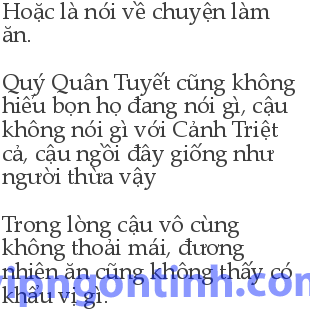 Hoặc là nói về chuyện làm
ăn.
Quý Quân Tuyết cũng không
hiểu bọn họ đang nói gì, cậu
không nói gì với Cảnh Triệt
cả, cậu ngồi đây giống như
người thừa vậy
Trong lòng cậu vô cùng
không thoải mái, đương
nhiên ăn cũng không thấy có
khẩu vị gì.
vipngontinh.com